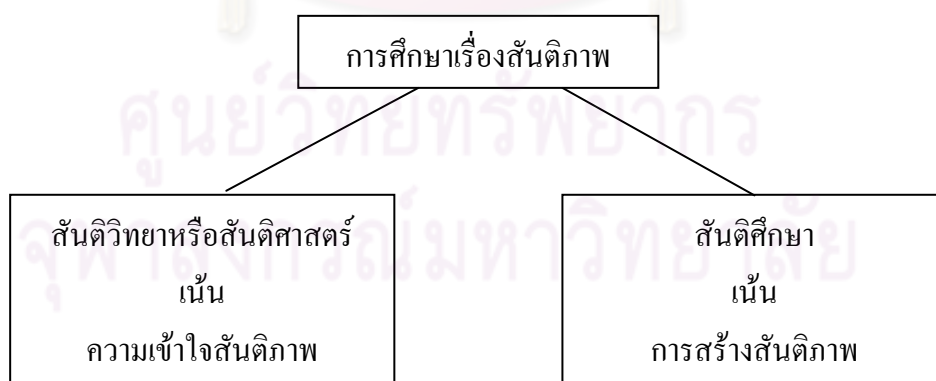 การศึกษาเรื่องสันติภาพ
ศูนย์วิทยทรัพยากร
จุฬาลงกรณ์มหาวิทยาลัย
สันติวิทยาหรือสันติศาสตร์
เน้น
ความเข้าใจสันติภาพ
สันติศึกษา
เน้น
การสร้างสันติภาพ